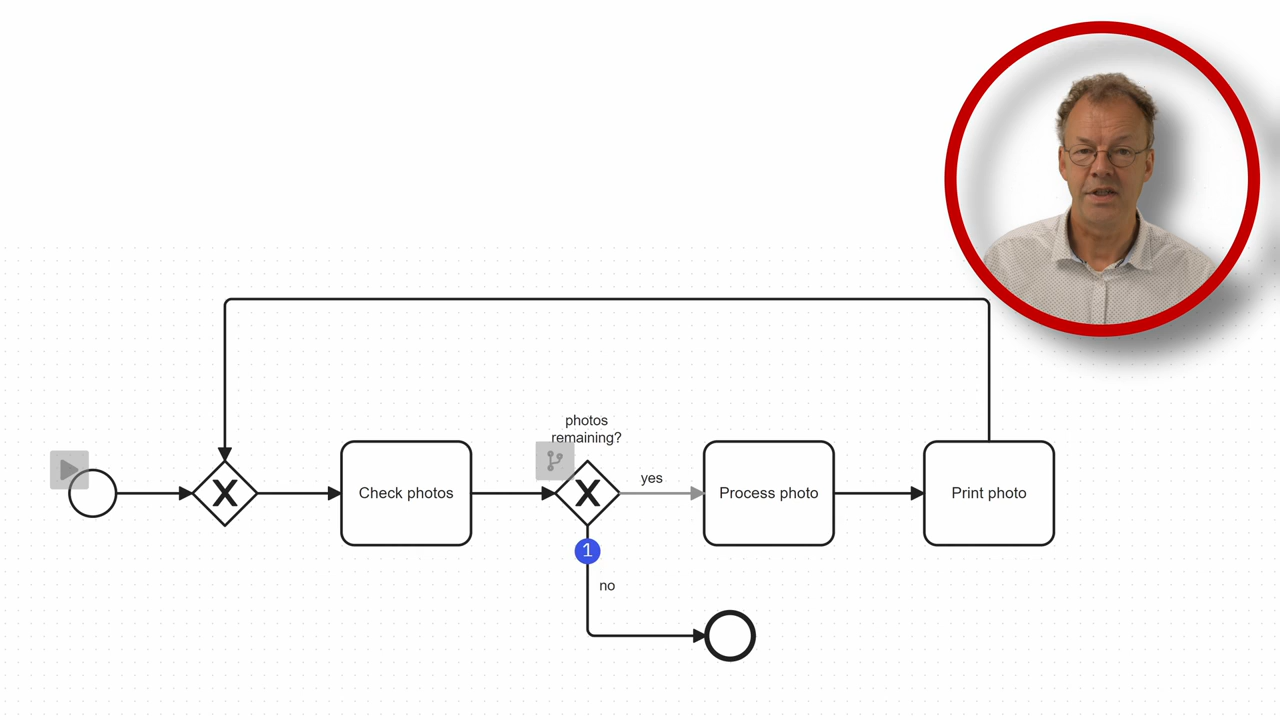 photos
remaining?
yes
Check photos
Process photo
Print photo
1
no